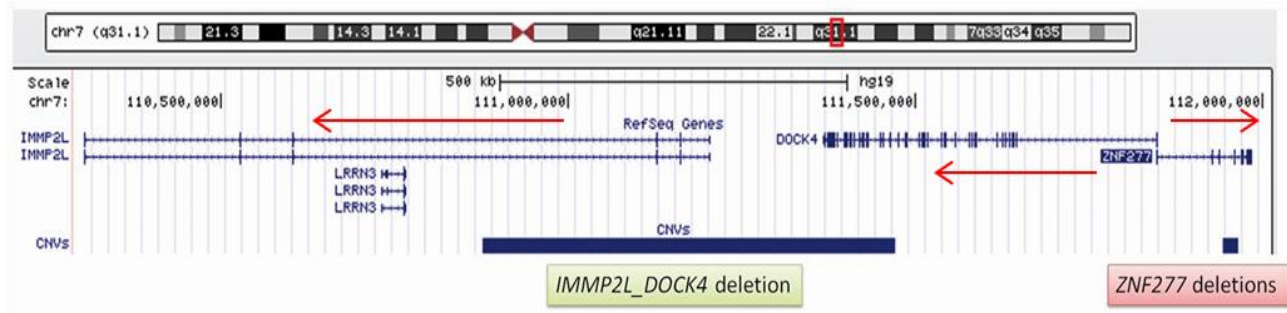 chr7 (q31.1) 21.3 14.3 14.1 q21.11 22.1 q31.1 7q33 q34 q35
Scale 500 kb hg19
chr7: 110,500,000| 111,000,000| 111,500,000| 112,000,000|
RefSeq Genes
IMMP2L DOCK4
IMMP2L ZNF277
LRRN3
LRRN3
LRRN3
CNVs
CNVs
IMMP2L_DOCK4 deletion ZNF277 deletions